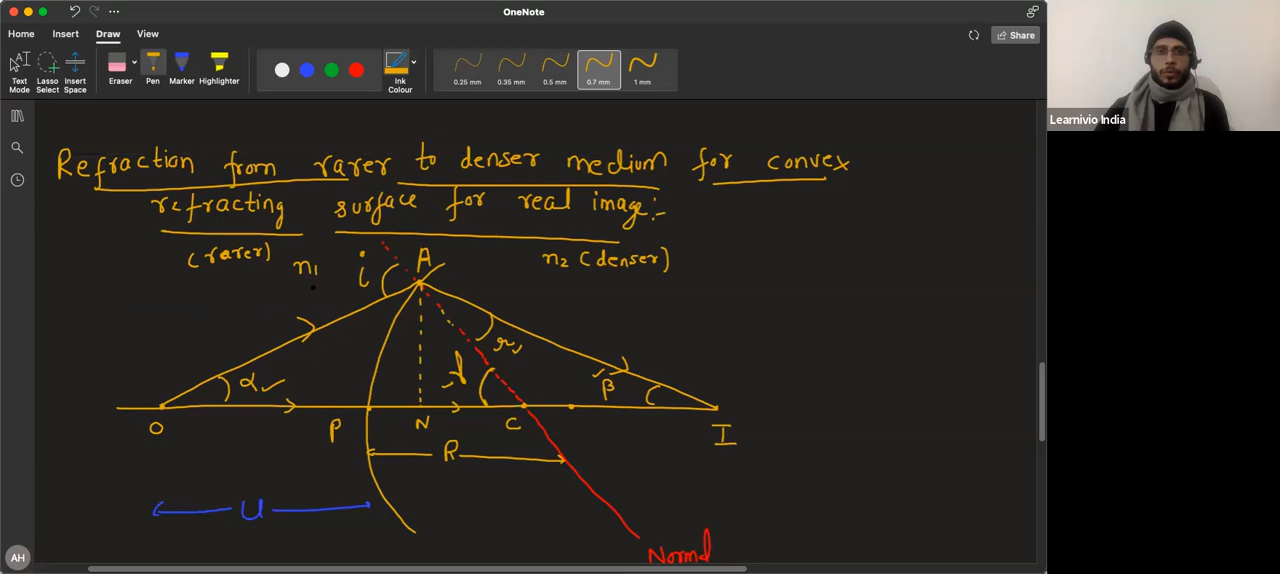 OneNote
Home Insert Draw View
Share
Text Mode
Lasso Select
Insert Space
Eraser
Pen
Marker
Highlighter
Ink Colour
0.25 mm
0.35 mm
0.5 mm
0.7 mm
1 mm
Learnivio India
Refraction from rarer to denser medium for convex
refracting surface for real image:-
(rarer)
n1
i
A
n2 (denser)
r
α
γ
β
O
P
N
C
I
R
U
Normal
AH